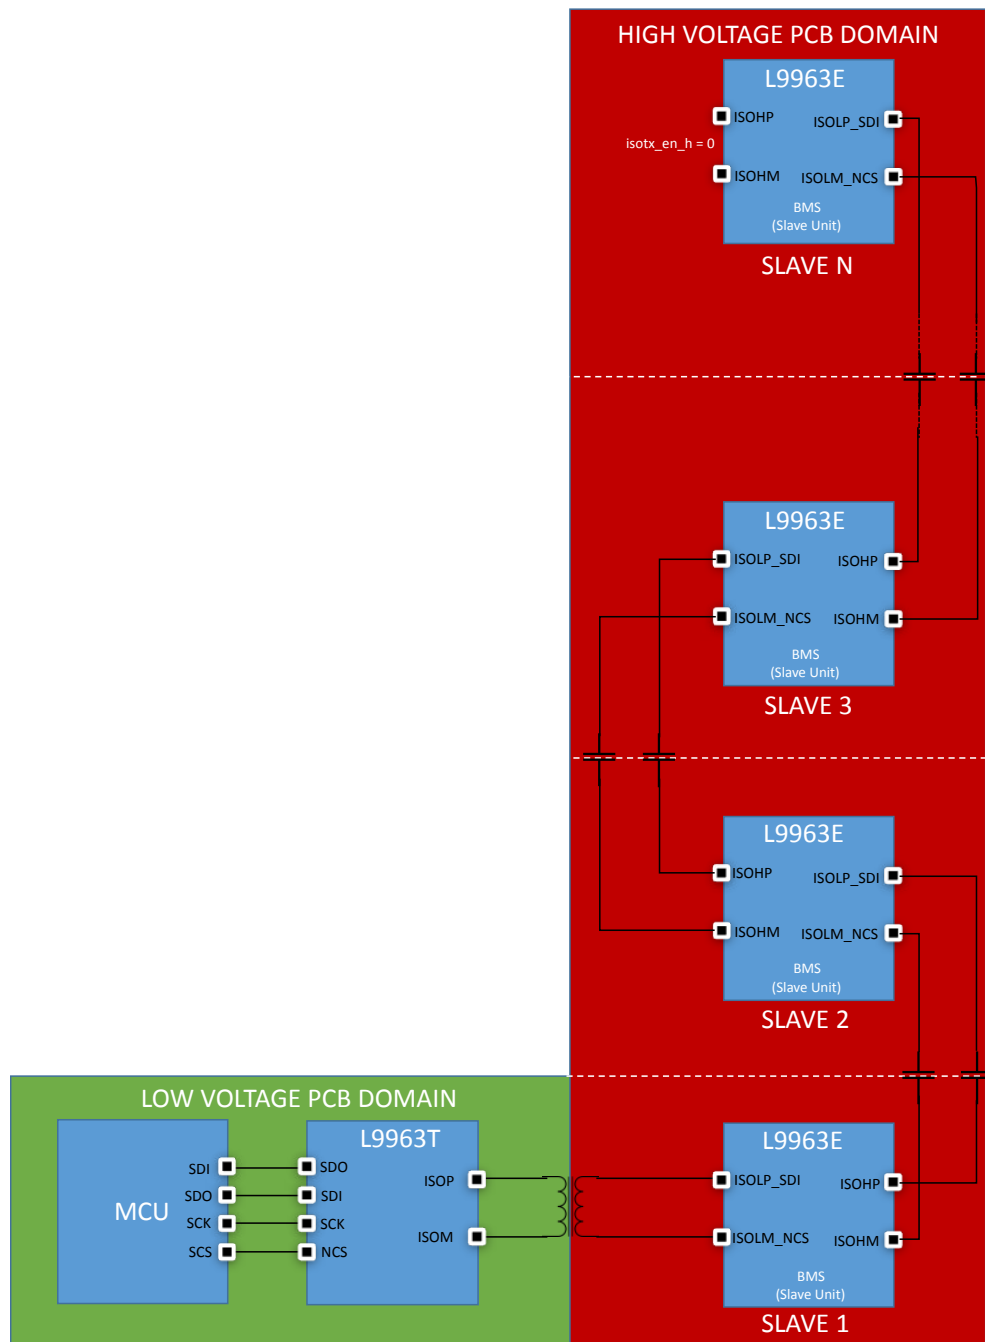 HIGH VOLTAGE PCB DOMAIN
L9963E
ISOHP
ISOLP_SDI
isotx_en_h = 0
ISOHM
ISOLM_NCS
BMS
(Slave Unit)
SLAVE N
L9963E
ISOLP_SDI
ISOHP
ISOLM_NCS
ISOHM
BMS
(Slave Unit)
SLAVE 3
L9963E
ISOHP
ISOLP_SDI
ISOHM
ISOLM_NCS
BMS
(Slave Unit)
SLAVE 2
LOW VOLTAGE PCB DOMAIN
MCU
SDI
SDO
SCK
SCS
L9963T
SDO
SDI
SCK
NCS
ISOP
ISOM
L9963E
ISOLP_SDI
ISOHP
ISOLM_NCS
ISOHM
BMS
(Slave Unit)
SLAVE 1